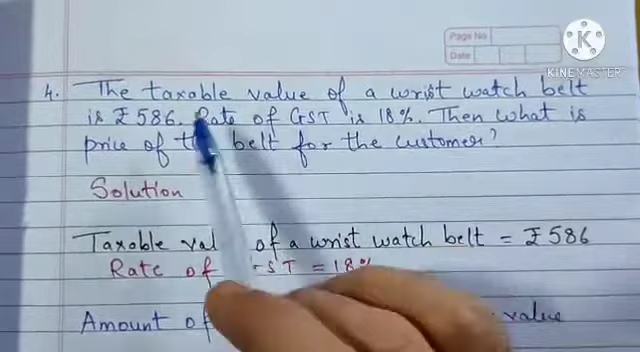 Page No
Date
KINEMASTER
4. The taxable value of a wrist watch belt
is ₹586. Rate of GST is 18%. Then what is
price of the belt for the customer?
Solution
Taxable of a wrist watch belt = ₹586
Rate of = 18%
Amount of value